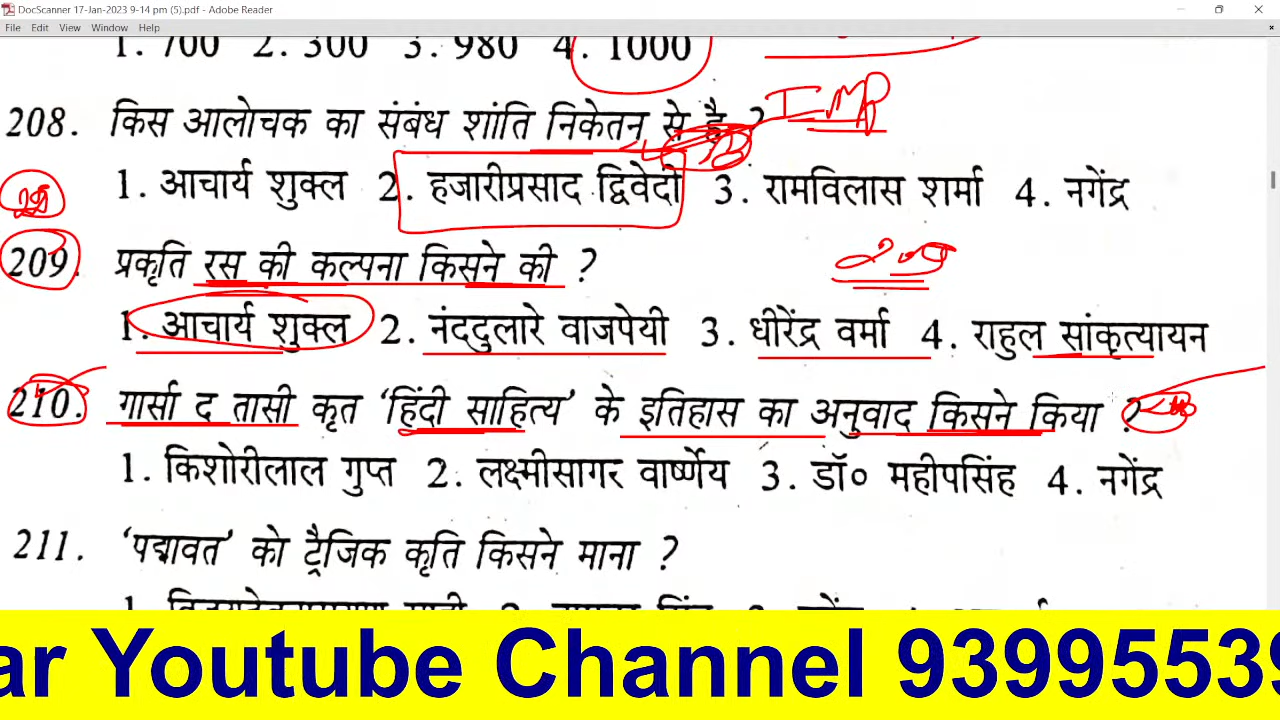 DocScanner 17-Jan-2023 9-14 pm (5).pdf - Adobe Reader
File Edit View Window Help
1. 700 2. 300 3. 980 4. 1000
208. किस आलोचक का संबंध शांति निकेतन से है ? IMP
1. आचार्य शुक्ल 2. हजारीप्रसाद द्विवेदी 3. रामविलास शर्मा 4. नगेंद्र
209. प्रकृति रस की कल्पना किसने की ? 209
1. आचार्य शुक्ल 2. नंददुलारे वाजपेयी 3. धीरेंद्र वर्मा 4. राहुल सांकृत्यायन
210. गार्सा द तासी कृत ‘हिंदी साहित्य’ के इतिहास का अनुवाद किसने किया ?
1. किशोरीलाल गुप्त 2. लक्ष्मीसागर वार्ष्णेय 3. डॉ० महीपसिंह 4. नगेंद्र
211. ‘पद्मावत’ को ट्रैजिक कृति किसने माना ?
ar Youtube Channel 93995539